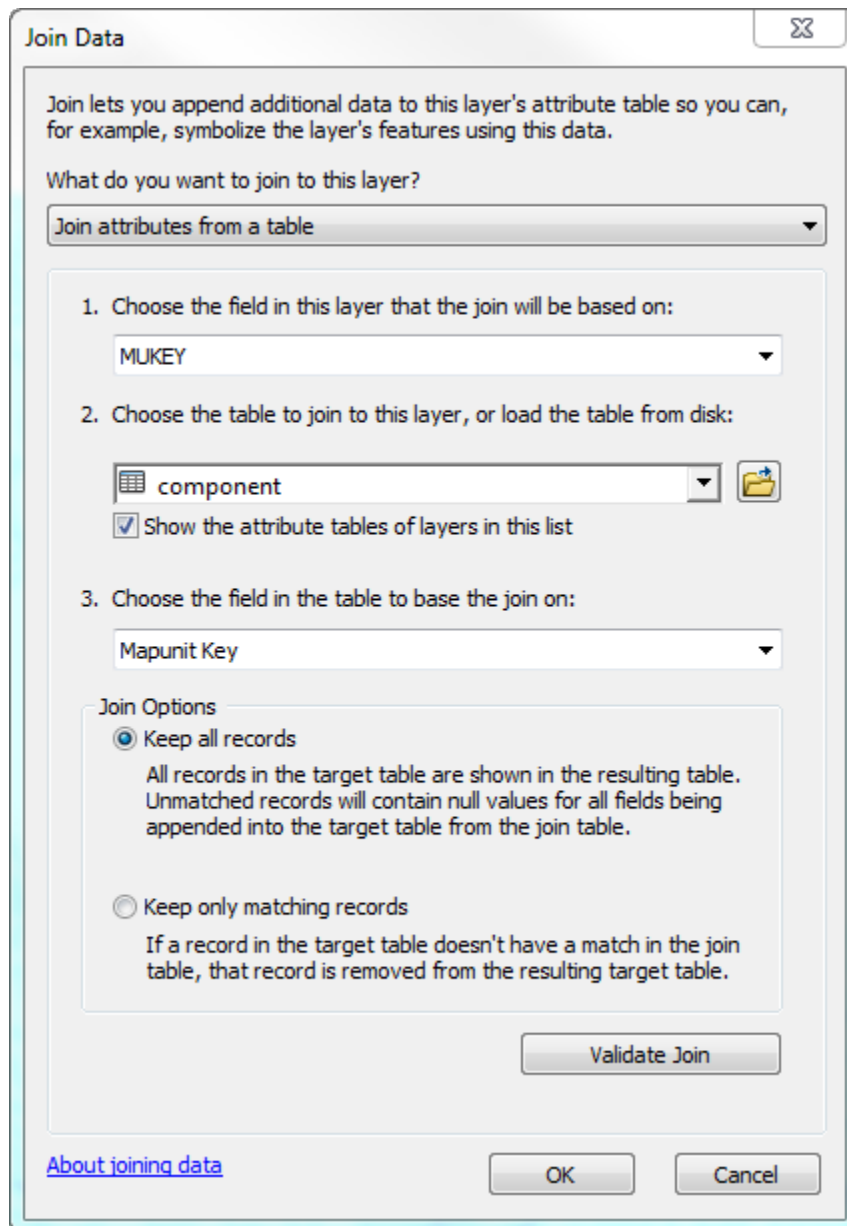 Join Data
Join lets you append additional data to this layer's attribute table so you can,
for example, symbolize the layer's features using this data.
What do you want to join to this layer?
Join attributes from a table
1. Choose the field in this layer that the join will be based on:
MUKEY
2. Choose the table to join to this layer, or load the table from disk:
component
Show the attribute tables of layers in this list
3. Choose the field in the table to base the join on:
Mapunit Key
Join Options
Keep all records
All records in the target table are shown in the resulting table.
Unmatched records will contain null values for all fields being
appended into the target table from the join table.
Keep only matching records
If a record in the target table doesn't have a match in the join
table, that record is removed from the resulting target table.
Validate Join
About joining data
OK
Cancel